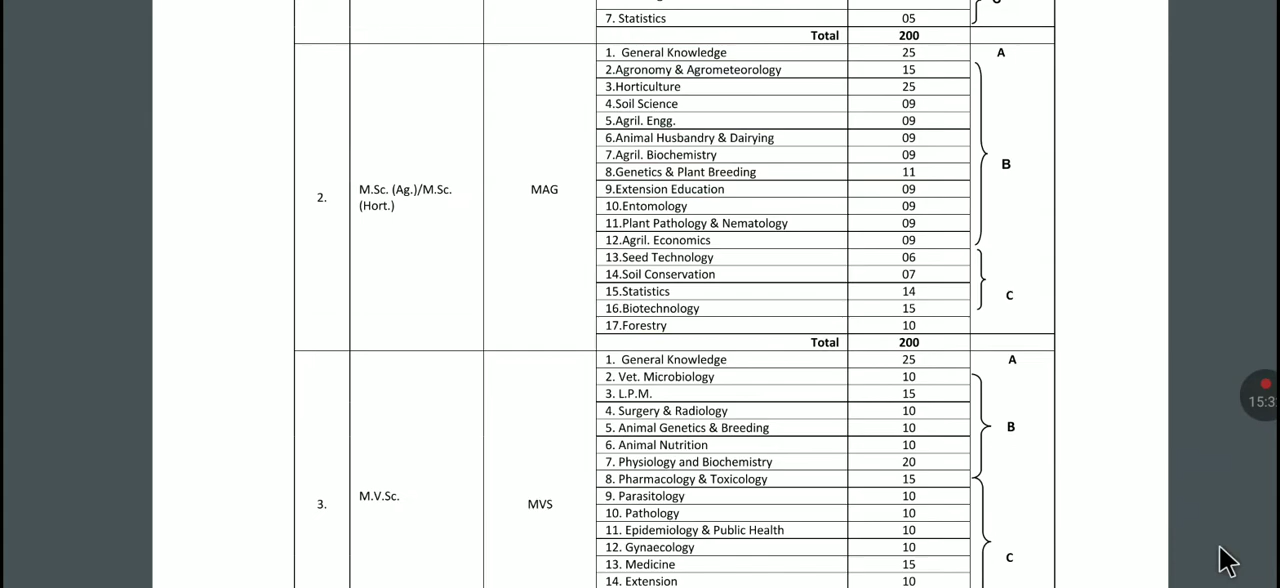 7. Statistics 05
Total 200
1. General Knowledge 25 A
2.Agronomy & Agrometeorology 15
3.Horticulture 25
4.Soil Science 09
5.Agril. Engg. 09
6.Animal Husbandry & Dairying 09
7.Agril. Biochemistry 09
B
8.Genetics & Plant Breeding 11
2. M.Sc. (Ag.)/M.Sc. (Hort.) MAG
9.Extension Education 09
10.Entomology 09
11.Plant Pathology & Nematology 09
12.Agril. Economics 09
13.Seed Technology 06
14.Soil Conservation 07
15.Statistics 14
C
16.Biotechnology 15
17.Forestry 10
Total 200
1. General Knowledge 25 A
2. Vet. Microbiology 10
3. L.P.M. 15
15:3
4. Surgery & Radiology 10
5. Animal Genetics & Breeding 10 B
6. Animal Nutrition 10
7. Physiology and Biochemistry 20
8. Pharmacology & Toxicology 15
3. M.V.Sc. MVS
9. Parasitology 10
10. Pathology 10
11. Epidemiology & Public Health 10
12. Gynaecology 10
C
13. Medicine 15
14. Extension 10